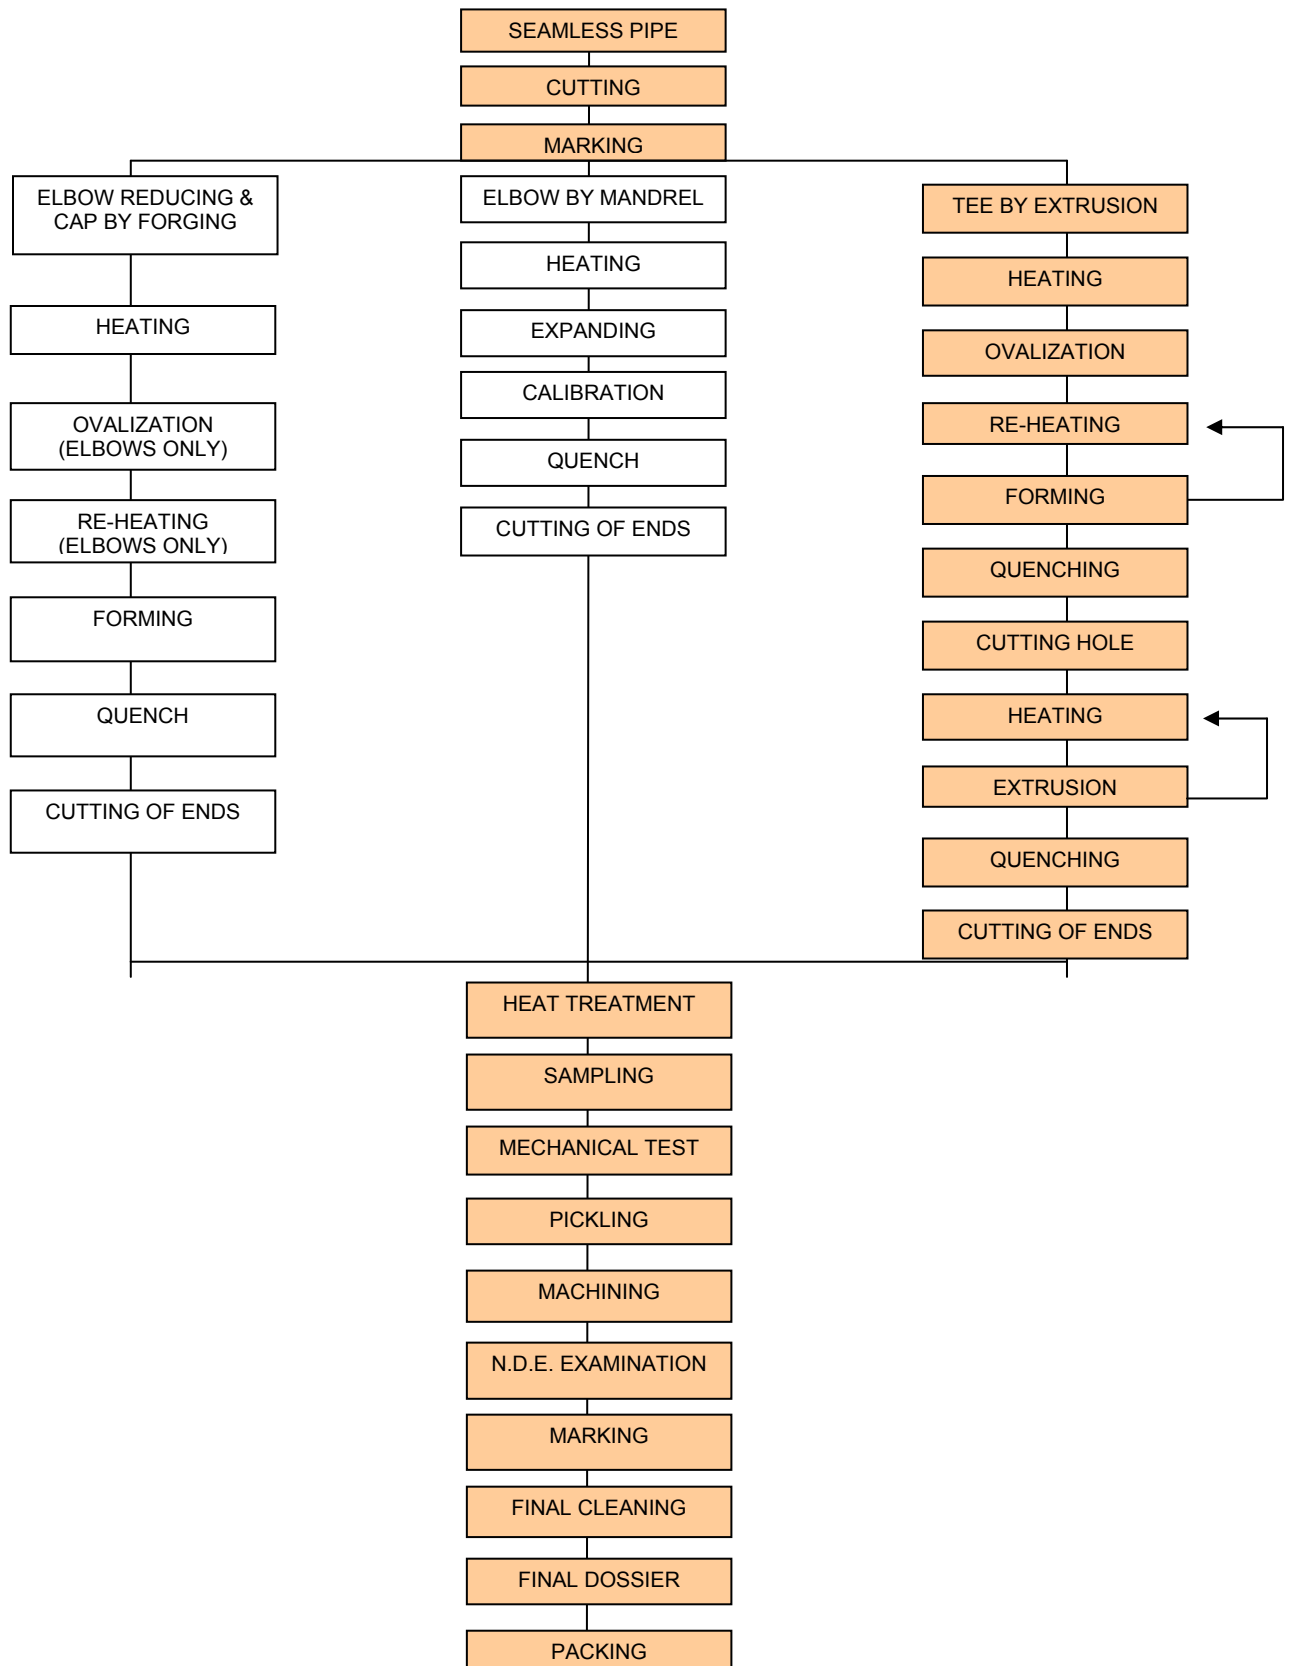 SEAMLESS PIPE
CUTTING
MARKING
ELBOW REDUCING &
CAP BY FORGING
HEATING
OVALIZATION
(ELBOWS ONLY)
RE-HEATING
(ELBOWS ONLY)
FORMING
QUENCH
CUTTING OF ENDS
ELBOW BY MANDREL
HEATING
EXPANDING
CALIBRATION
QUENCH
CUTTING OF ENDS
TEE BY EXTRUSION
HEATING
OVALIZATION
RE-HEATING
FORMING
QUENCHING
CUTTING HOLE
HEATING
EXTRUSION
QUENCHING
CUTTING OF ENDS
HEAT TREATMENT
SAMPLING
MECHANICAL TEST
PICKLING
MACHINING
N.D.E. EXAMINATION
MARKING
FINAL CLEANING
FINAL DOSSIER
PACKING